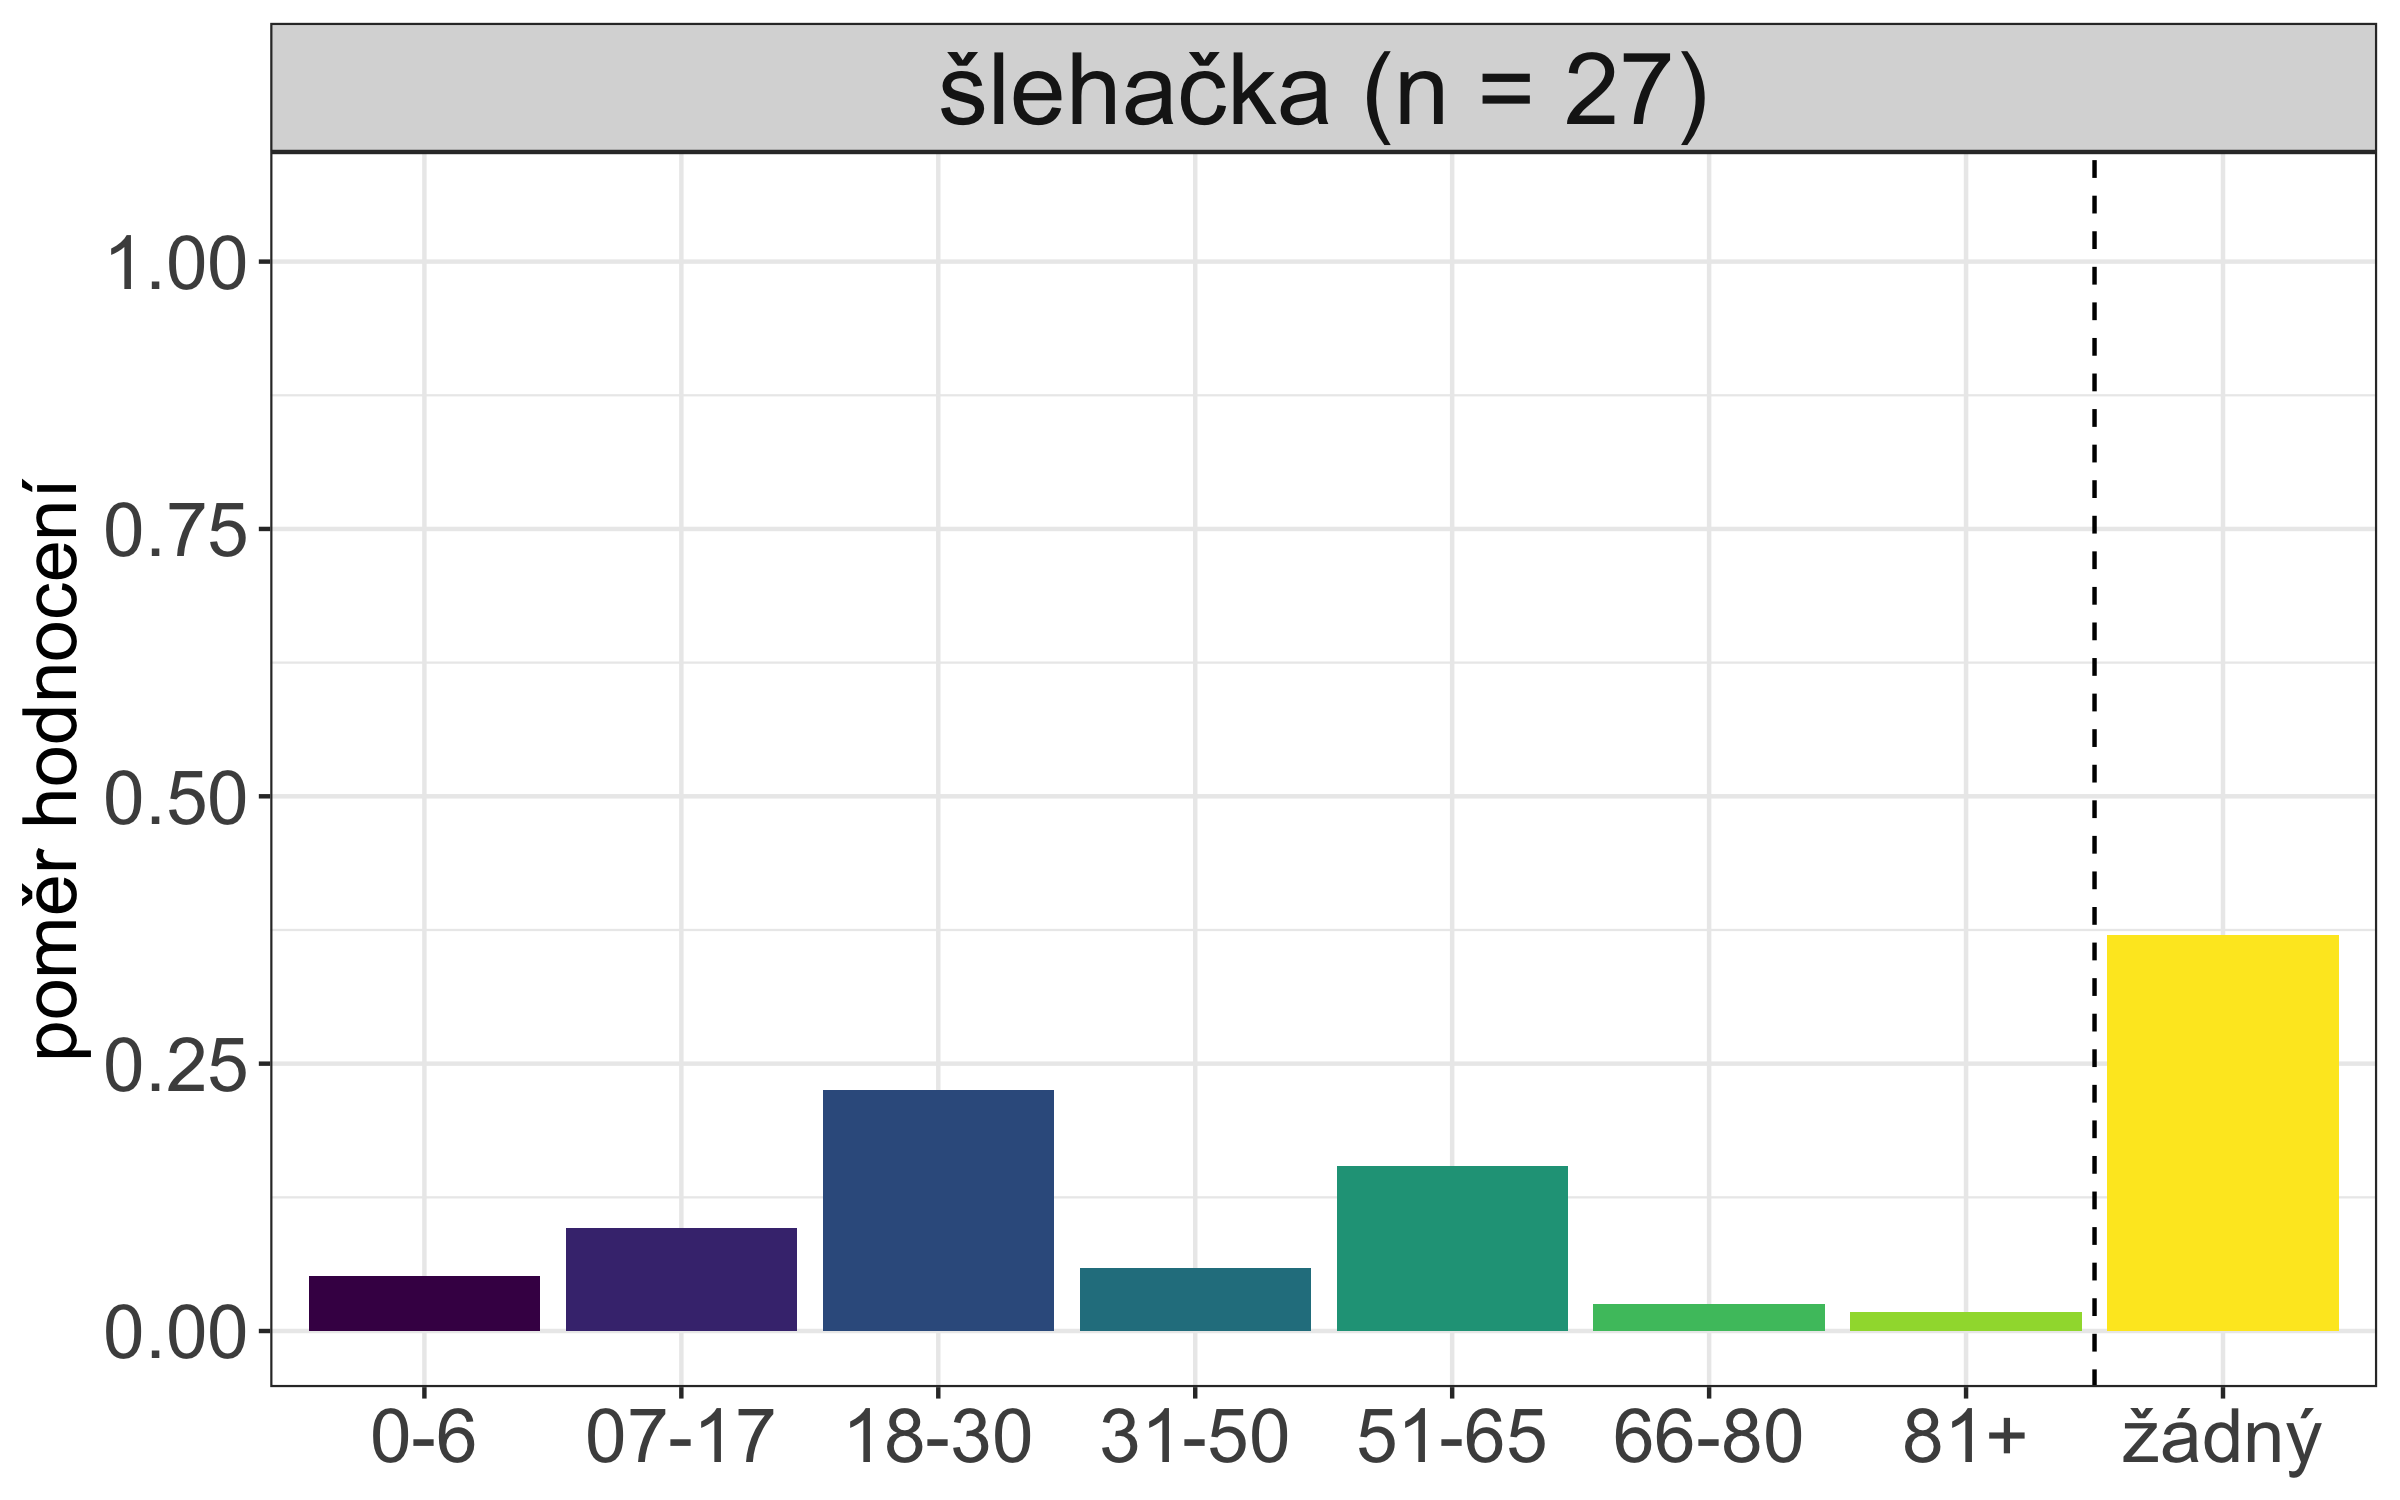 šlehačka (n = 27)
poměr hodnocení
1.00
0.75
0.50
0.25
0.00
0-6 07-17 18-30 31-50 51-65 66-80 81+ žádný